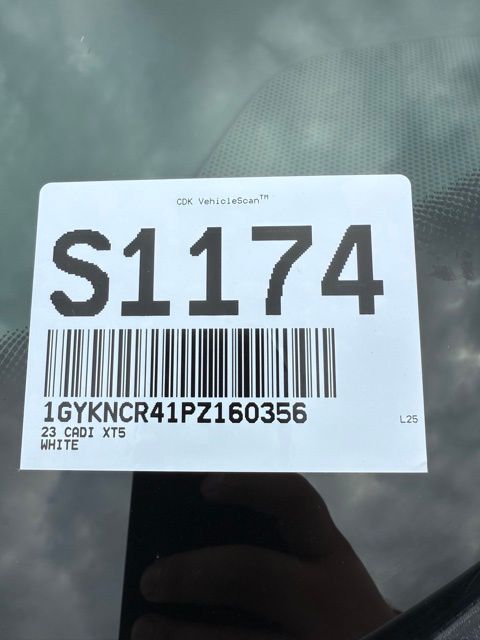 CDK VehicleScan™
S1174
1GYKNCR41PZ160356
23 CADI XT5
WHITE
L25